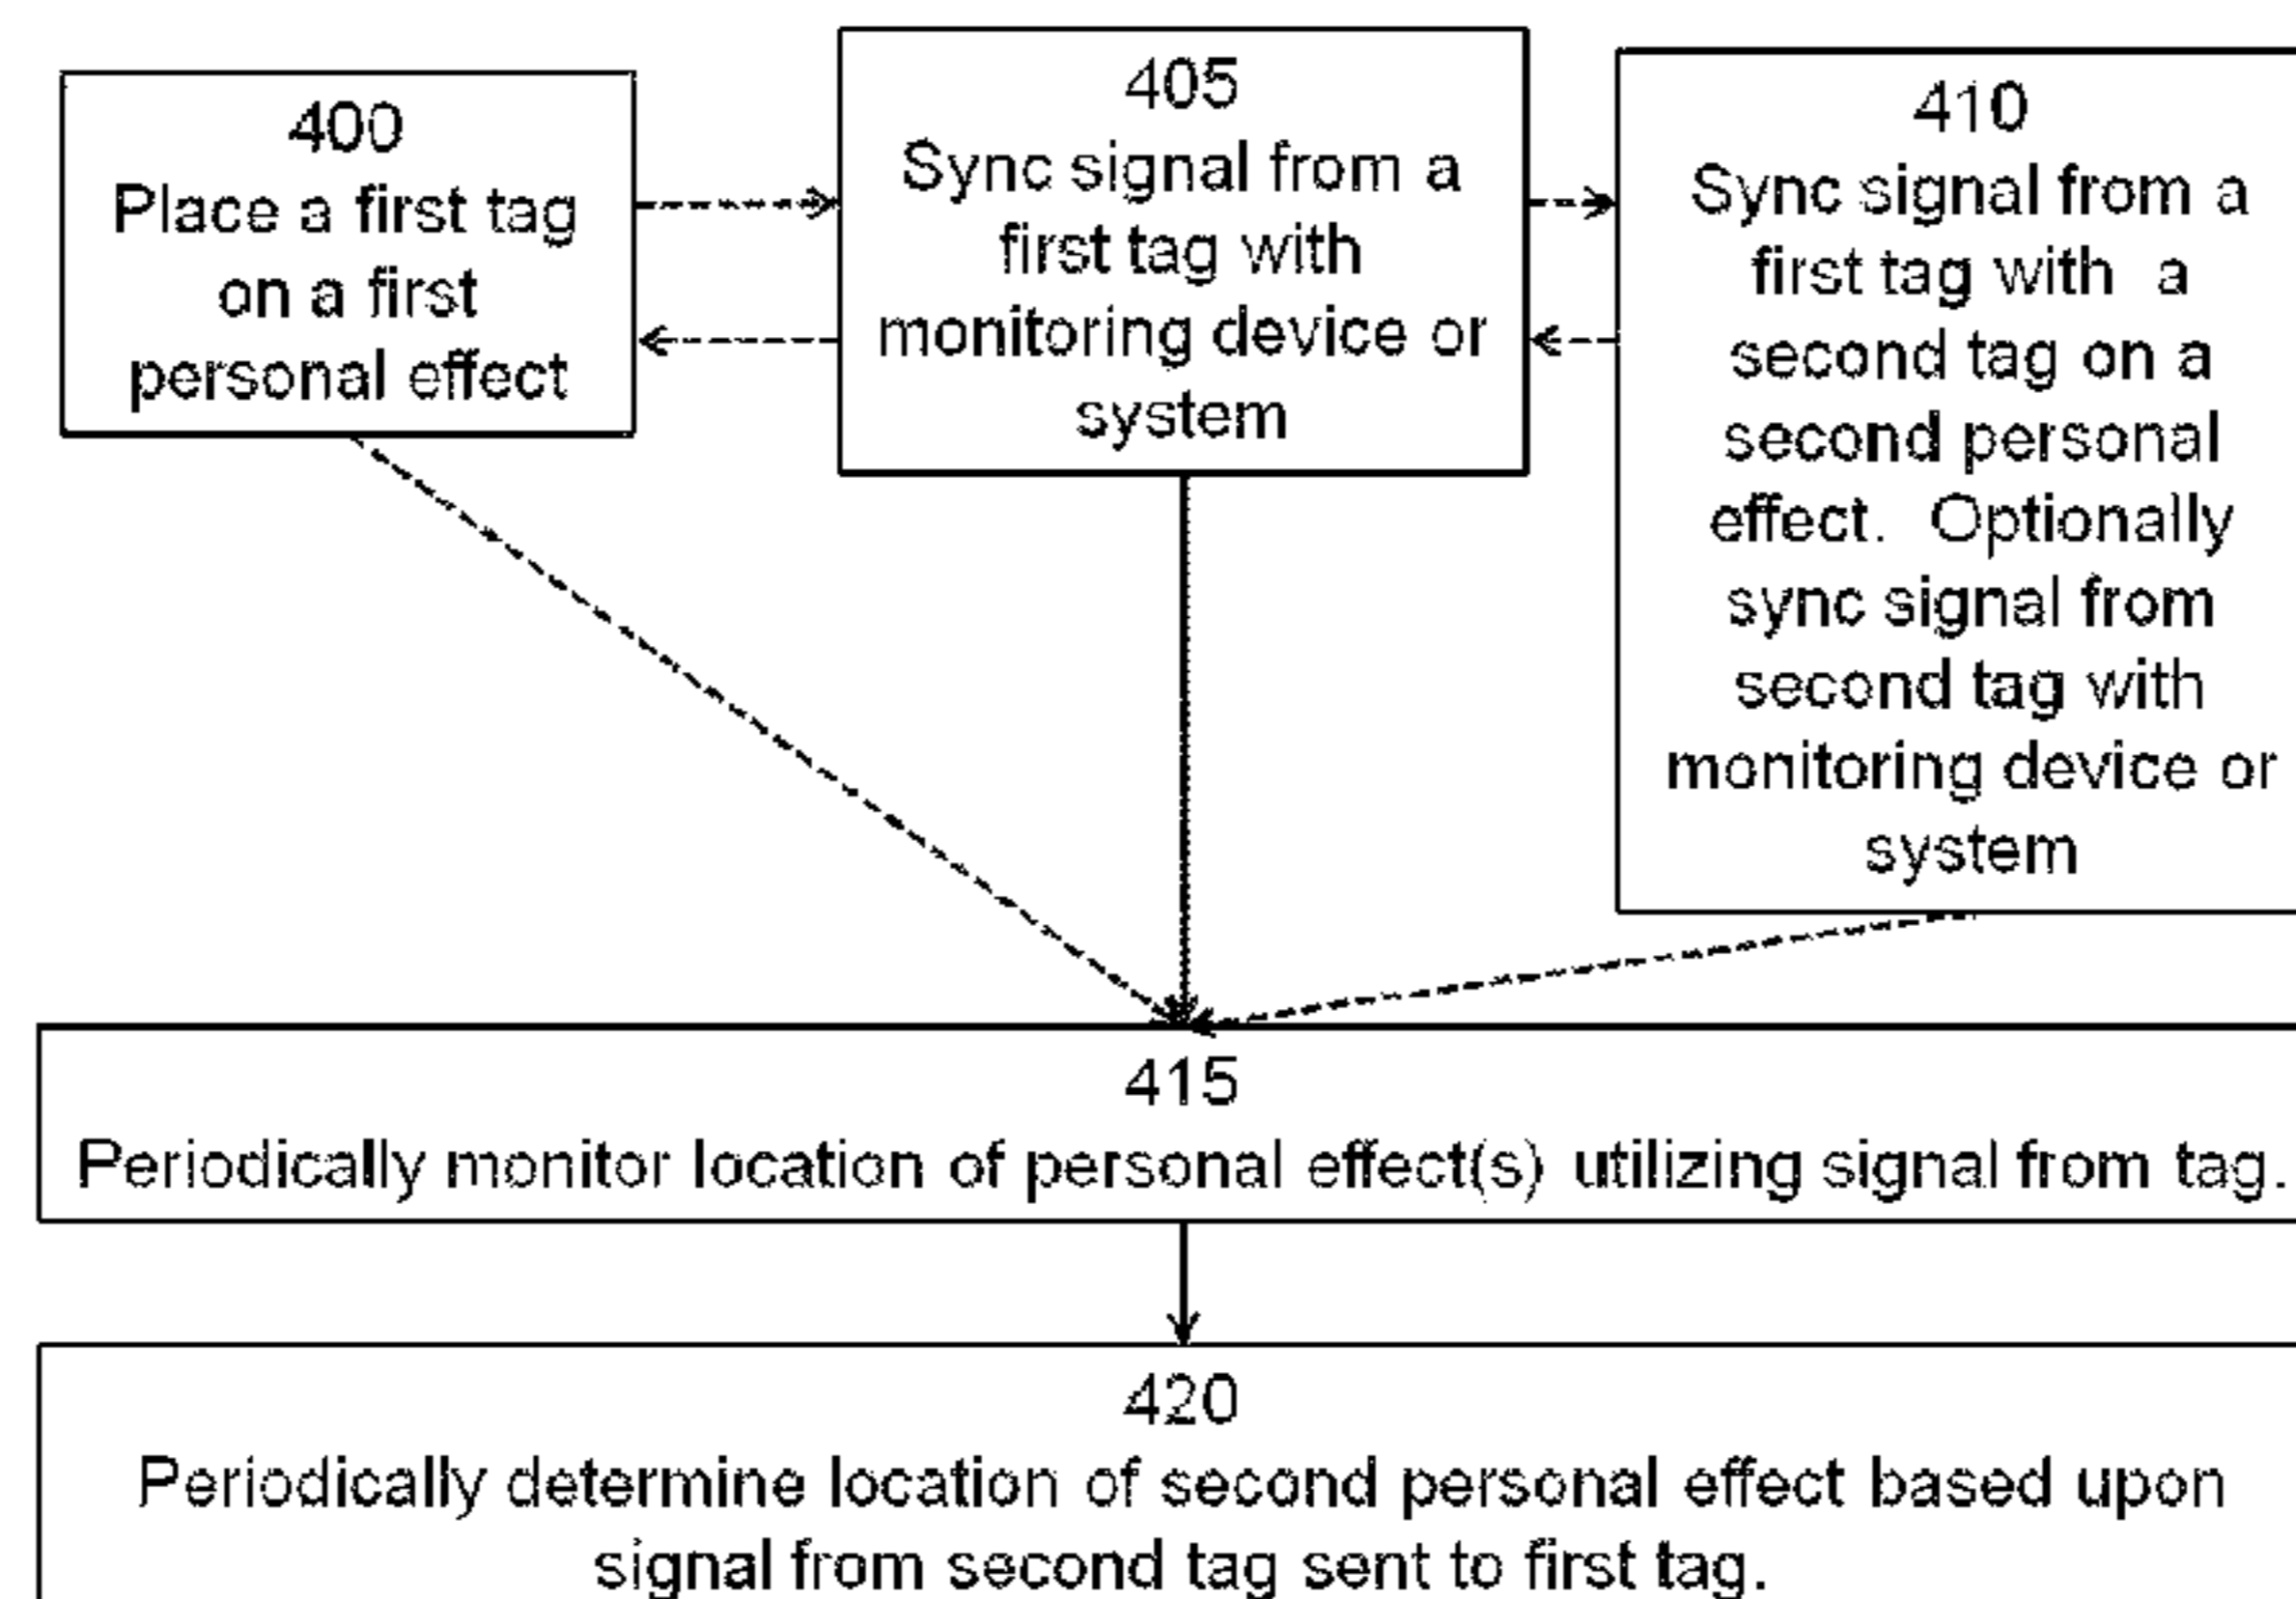 400
Place a first tag
on a first
personal effect
405
Sync signal from a
first tag with
monitoring device or
system
410
Sync signal from a
first tag with a
second tag on a
second personal
effect. Optionally
sync signal from
second tag with
monitoring device or
system
415
Periodically monitor location of personal effect(s) utilizing signal from tag.
420
Periodically determine location of second personal effect based upon
signal from second tag sent to first tag.